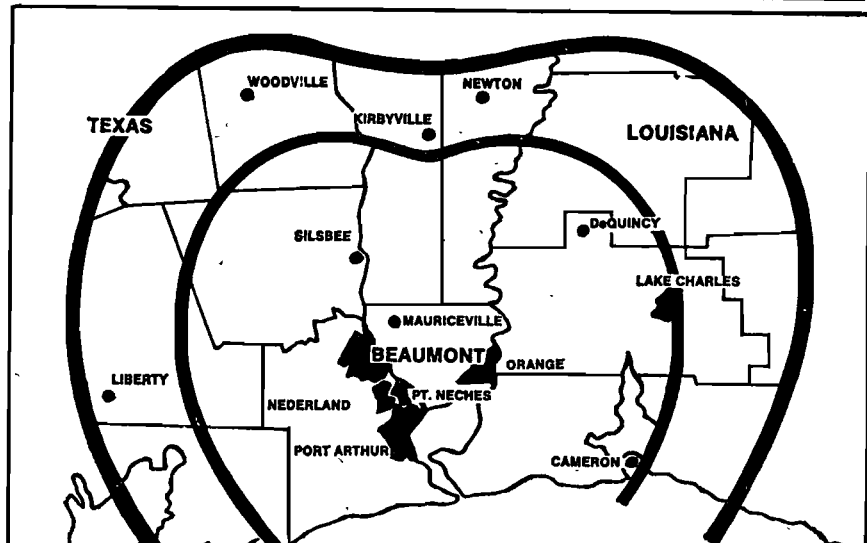 WOODVILLE
NEWTON
TEXAS
KIRBYVILLE
LOUISIANA
SILSBEE
DeQUINCY
LAKE CHARLES
MAURICEVILLE
BEAUMONT
ORANGE
LIBERTY
NEDERLAND
PT. NECHES
PORT ARTHUR
CAMERON